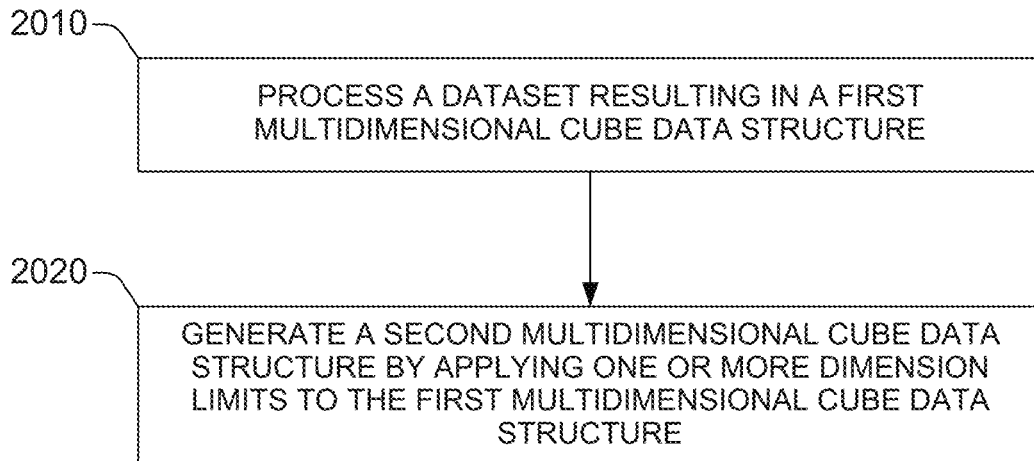 2010
PROCESS A DATASET RESULTING IN A FIRST
MULTIDIMENSIONAL CUBE DATA STRUCTURE
2020
GENERATE A SECOND MULTIDIMENSIONAL CUBE DATA
STRUCTURE BY APPLYING ONE OR MORE DIMENSION
LIMITS TO THE FIRST MULTIDIMENSIONAL CUBE DATA
STRUCTURE